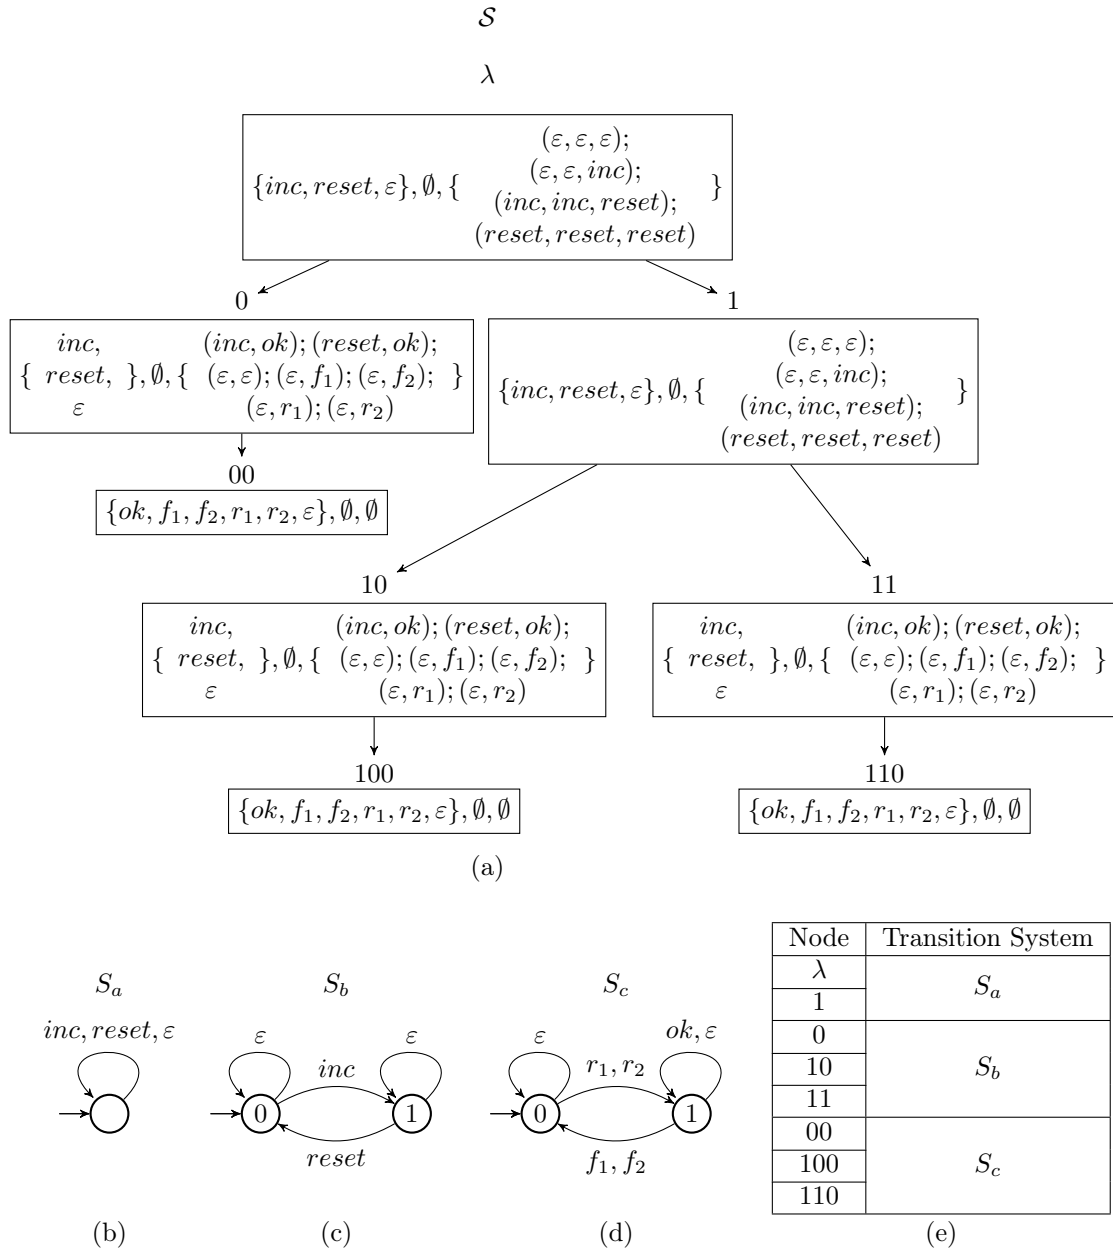 𝒮
λ
(ε, ε, ε);
(ε, ε, inc);
{inc, reset, ε}, ∅, { }
(inc, inc, reset);
(reset, reset, reset)
0
inc, (inc, ok); (reset, ok);
{ reset, }, ∅, { (ε, ε); (ε, f₁); (ε, f₂); }
ε (ε, r₁); (ε, r₂)
00
{ok, f₁, f₂, r₁, r₂, ε}, ∅, ∅
1
(ε, ε, ε);
(ε, ε, inc);
{inc, reset, ε}, ∅, { }
(inc, inc, reset);
(reset, reset, reset)
10
inc, (inc, ok); (reset, ok);
{ reset, }, ∅, { (ε, ε); (ε, f₁); (ε, f₂); }
ε (ε, r₁); (ε, r₂)
100
{ok, f₁, f₂, r₁, r₂, ε}, ∅, ∅
11
inc, (inc, ok); (reset, ok);
{ reset, }, ∅, { (ε, ε); (ε, f₁); (ε, f₂); }
ε (ε, r₁); (ε, r₂)
110
{ok, f₁, f₂, r₁, r₂, ε}, ∅, ∅
(a)
Sₐ
inc, reset, ε
(b)
S_b
ε ε
inc
0 1
reset
(c)
S_c
ε ok, ε
r₁, r₂
0 1
f₁, f₂
(d)
Node Transition System
λ
Sₐ
1
0
10 S_b
11
00
100 S_c
110
(e)